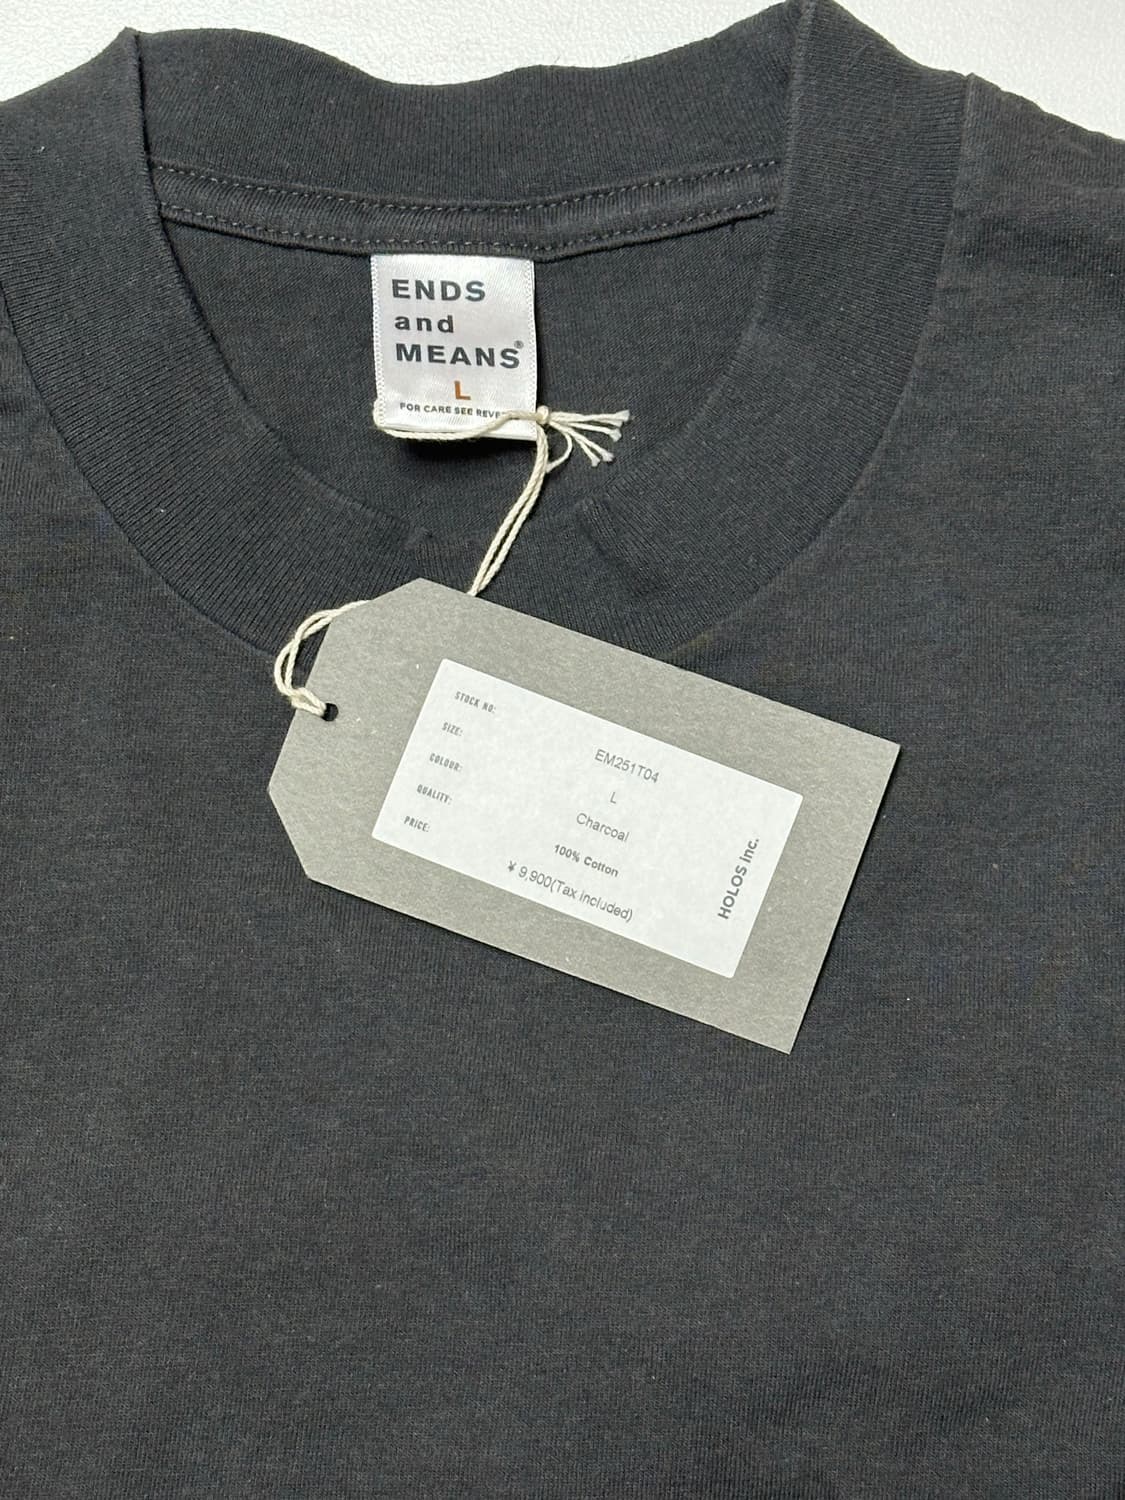 ENDS
and
MEANS®
L
FOR CARE SEE
STOCK NO: EM251T04
SIZE: L
COLOUR: Charcoal
QUALITY: 100% Cotton
PRICE: ¥ 9,900(Tax included)
HOLOS Inc.